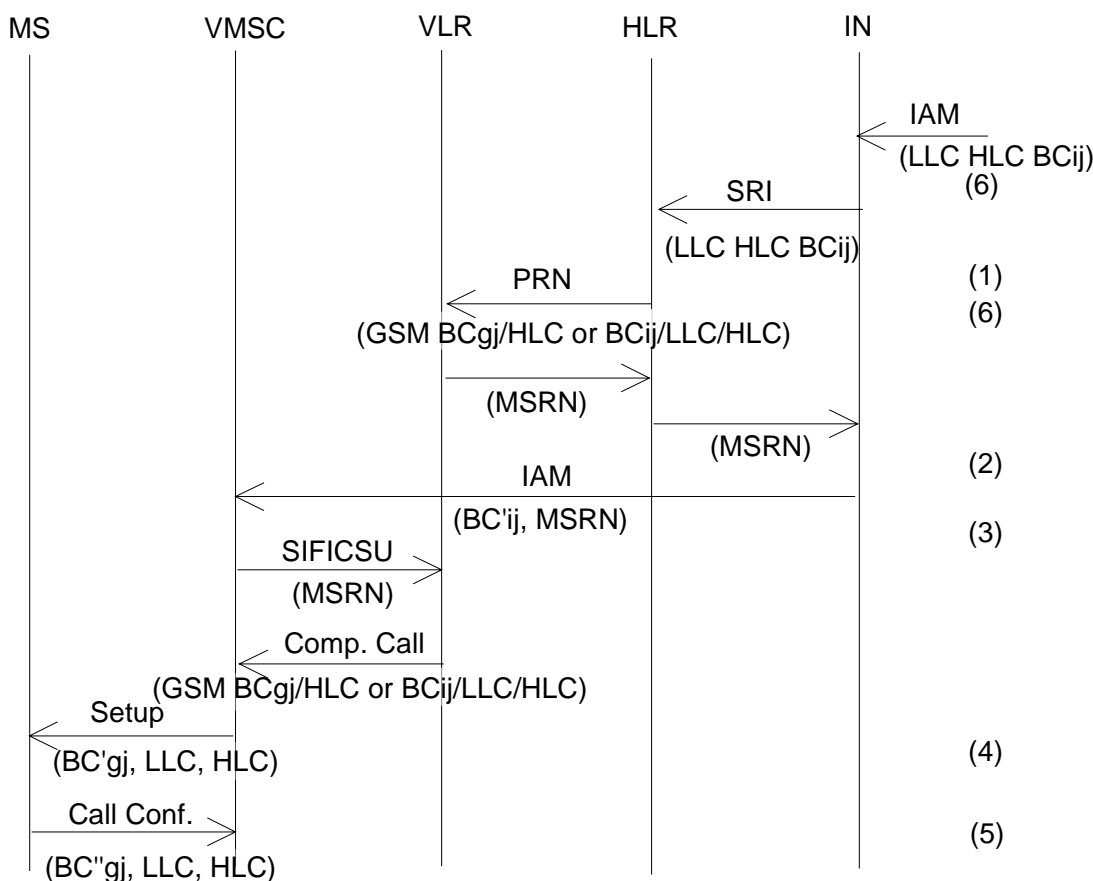 MS VMSC VLR HLR IN
IAM
(LLC HLC BCij)
(6)
SRI
(LLC HLC BCij)
(1)
PRN
(6)
(GSM BCgj/HLC or BCij/LLC/HLC)
(MSRN)
(MSRN)
(2)
IAM
(BC'ij, MSRN)
(3)
SIFICSU
(MSRN)
Comp. Call
(GSM BCgj/HLC or BCij/LLC/HLC)
Setup
(BC'gj, LLC, HLC)
(4)
Call Conf.
(5)
(BC"gj, LLC, HLC)